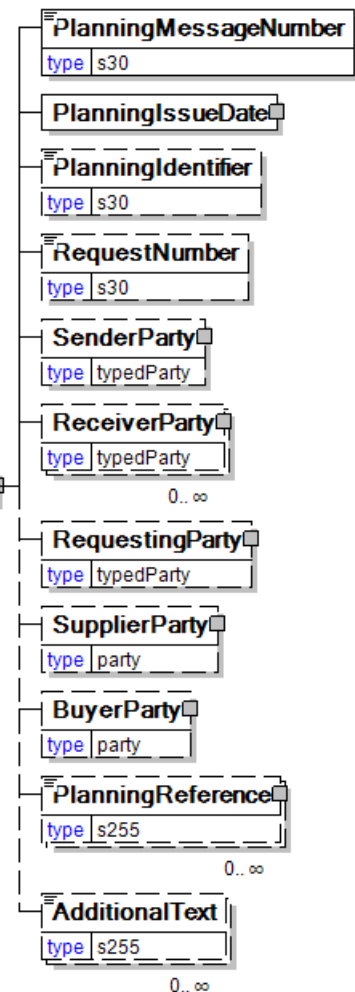 PlanningMessageNumber
type s30
PlanningIssueDate
PlanningIdentifier
type s30
RequestNumber
type s30
SenderParty
type typedParty
ReceiverParty
type typedParty
0.. ∞
RequestingParty
type typedParty
SupplierParty
type party
BuyerParty
type party
PlanningReference
type s255
0.. ∞
AdditionalText
type s255
0.. ∞